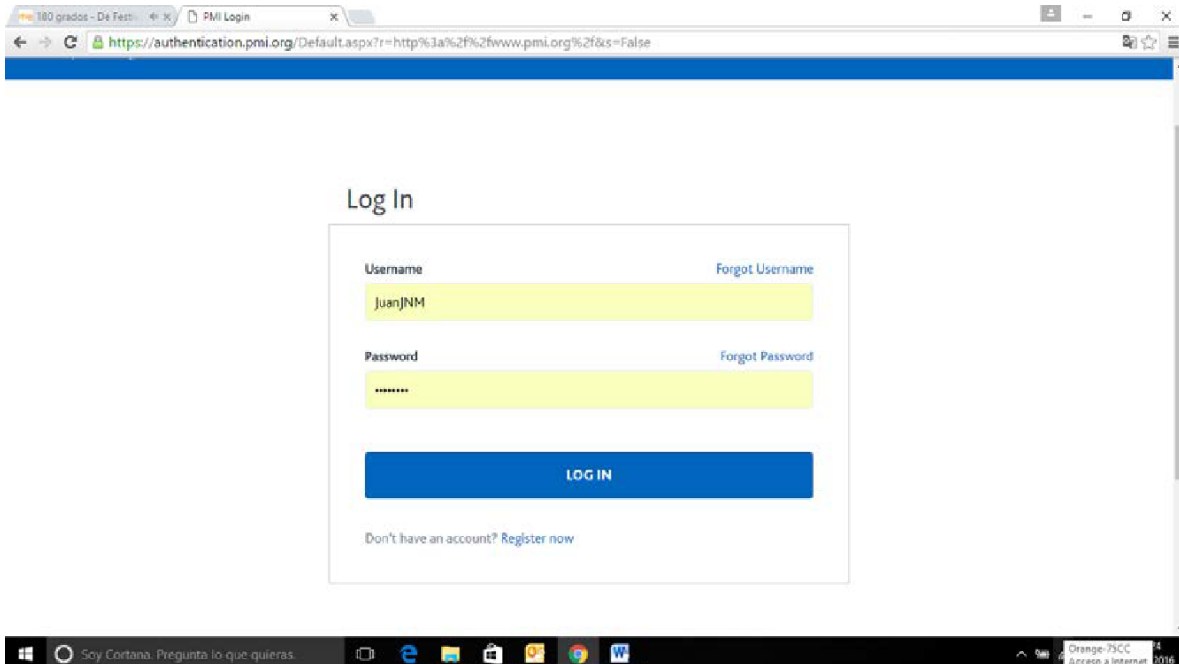 180 grados - De Festi
PMI Login
https://authentication.pmi.org/Default.aspx?r=http%3a%2f%2fwww.pmi.org%2f&s=False
Log In
Username
Forgot Username
JuanJNM
Password
Forgot Password
••••••••
LOG IN
Don't have an account? Register now
Soy Cortana. Pregunta lo que quieras.
Orange-75CC
Acceso a Internet
2016